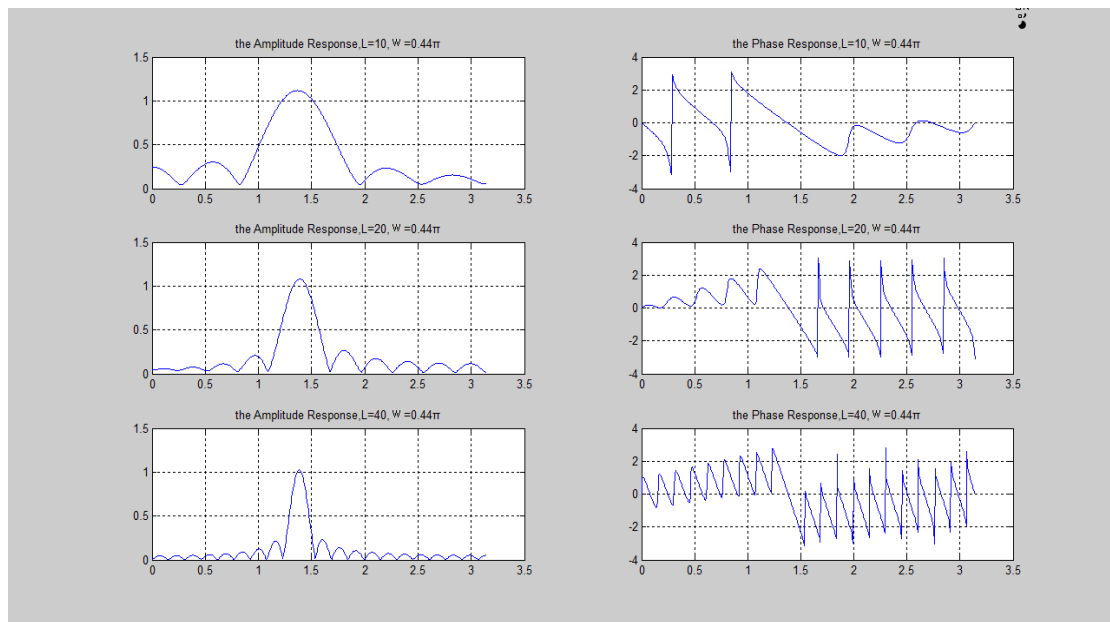 the Amplitude Response,L=10, W=0.44π
1.5
1
0.5
0
0 0.5 1 1.5 2 2.5 3 3.5
the Phase Response,L=10, W=0.44π
4
2
0
-2
-4
0 0.5 1 1.5 2 2.5 3 3.5
the Amplitude Response,L=20, W=0.44π
1.5
1
0.5
0
0 0.5 1 1.5 2 2.5 3 3.5
the Phase Response,L=20, W=0.44π
4
2
0
-2
-4
0 0.5 1 1.5 2 2.5 3 3.5
the Amplitude Response,L=40, W=0.44π
1.5
1
0.5
0
0 0.5 1 1.5 2 2.5 3 3.5
the Phase Response,L=40, W=0.44π
4
2
0
-2
-4
0 0.5 1 1.5 2 2.5 3 3.5